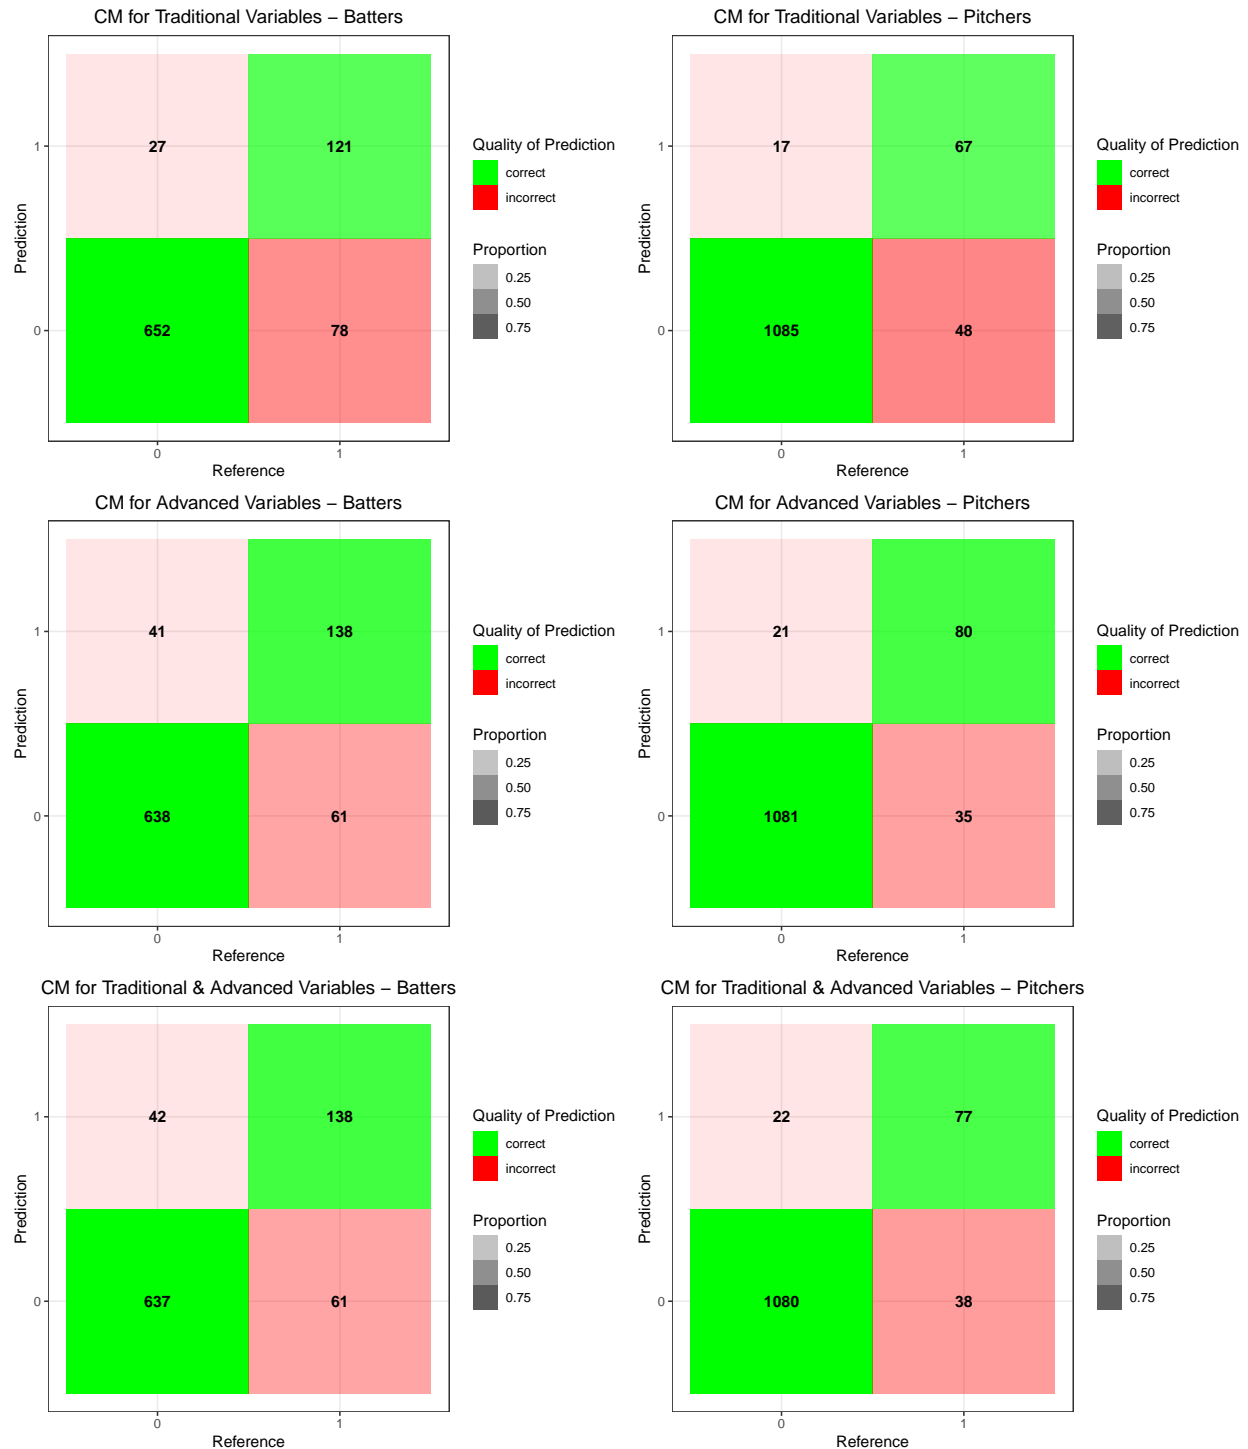 CM for Traditional Variables – Batters
Prediction
1
0
27
121
652
78
0
1
Reference
Quality of Prediction
correct
incorrect
Proportion
0.25
0.50
0.75
CM for Traditional Variables – Pitchers
Prediction
1
0
17
67
1085
48
0
1
Reference
Quality of Prediction
correct
incorrect
Proportion
0.25
0.50
0.75
CM for Advanced Variables – Batters
Prediction
1
0
41
138
638
61
0
1
Reference
Quality of Prediction
correct
incorrect
Proportion
0.25
0.50
0.75
CM for Advanced Variables – Pitchers
Prediction
1
0
21
80
1081
35
0
1
Reference
Quality of Prediction
correct
incorrect
Proportion
0.25
0.50
0.75
CM for Traditional & Advanced Variables – Batters
Prediction
1
0
42
138
637
61
0
1
Reference
Quality of Prediction
correct
incorrect
Proportion
0.25
0.50
0.75
CM for Traditional & Advanced Variables – Pitchers
Prediction
1
0
22
77
1080
38
0
1
Reference
Quality of Prediction
correct
incorrect
Proportion
0.25
0.50
0.75